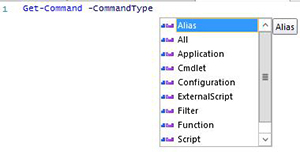 1 Get-Command -CommandType
Alias Alias
All
Application
Cmdlet
Configuration
ExternalScript
Filter
Function
Script